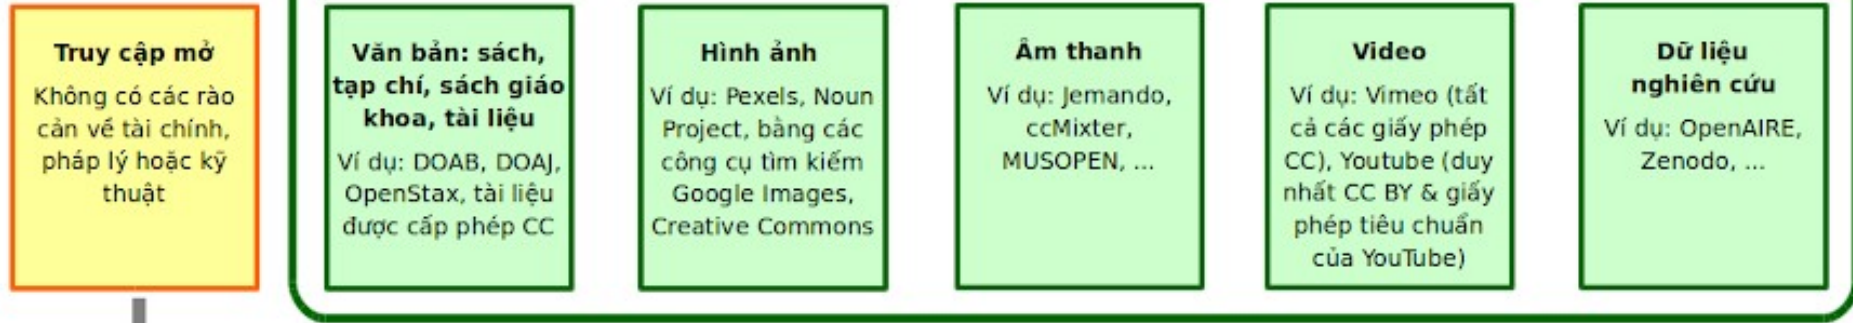 Truy cập mở
Không có các rào
cản về tài chính,
pháp lý hoặc kỹ
thuật
Văn bản: sách,
tạp chí, sách giáo
khoa, tài liệu
Ví dụ: DOAB, DOAJ,
OpenStax, tài liệu
được cấp phép CC
Hình ảnh
Ví dụ: Pexels, Noun
Project, bằng các
công cụ tìm kiếm
Google Images,
Creative Commons
Âm thanh
Ví dụ: Jemando,
ccMixter,
MUSOPEN, ...
Video
Ví dụ: Vimeo (tất
cả các giấy phép
CC), Youtube (duy
nhất CC BY & giấy
phép tiêu chuẩn
của YouTube)
Dữ liệu
nghiên cứu
Ví dụ: OpenAIRE,
Zenodo, ...